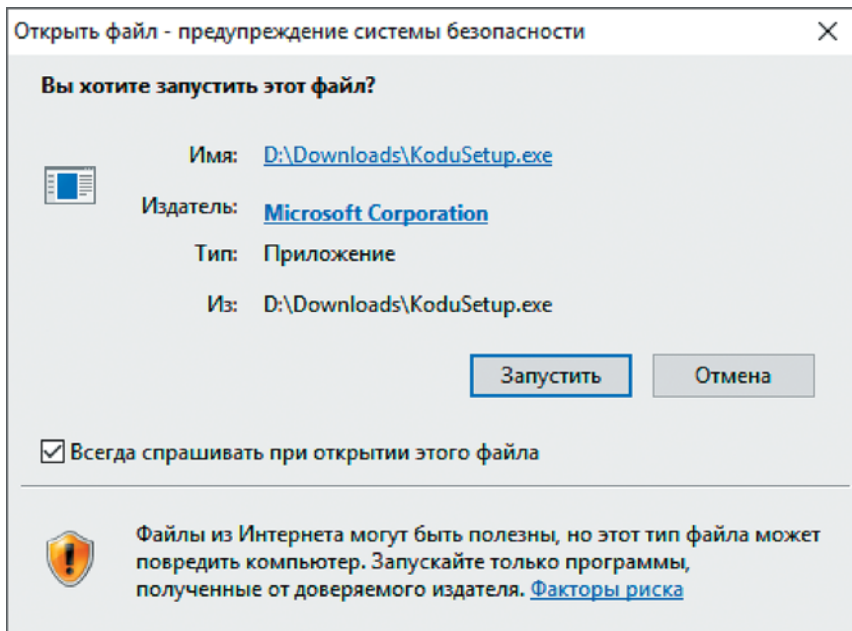 Открыть файл - предупреждение системы безопасности
Вы хотите запустить этот файл?
Имя: D:\Downloads\KoduSetup.exe
Издатель: Microsoft Corporation
Тип: Приложение
Из: D:\Downloads\KoduSetup.exe
Запустить Отмена
Всегда спрашивать при открытии этого файла
Файлы из Интернета могут быть полезны, но этот тип файла может
повредить компьютер. Запускайте только программы,
полученные от доверяемого издателя. Факторы риска